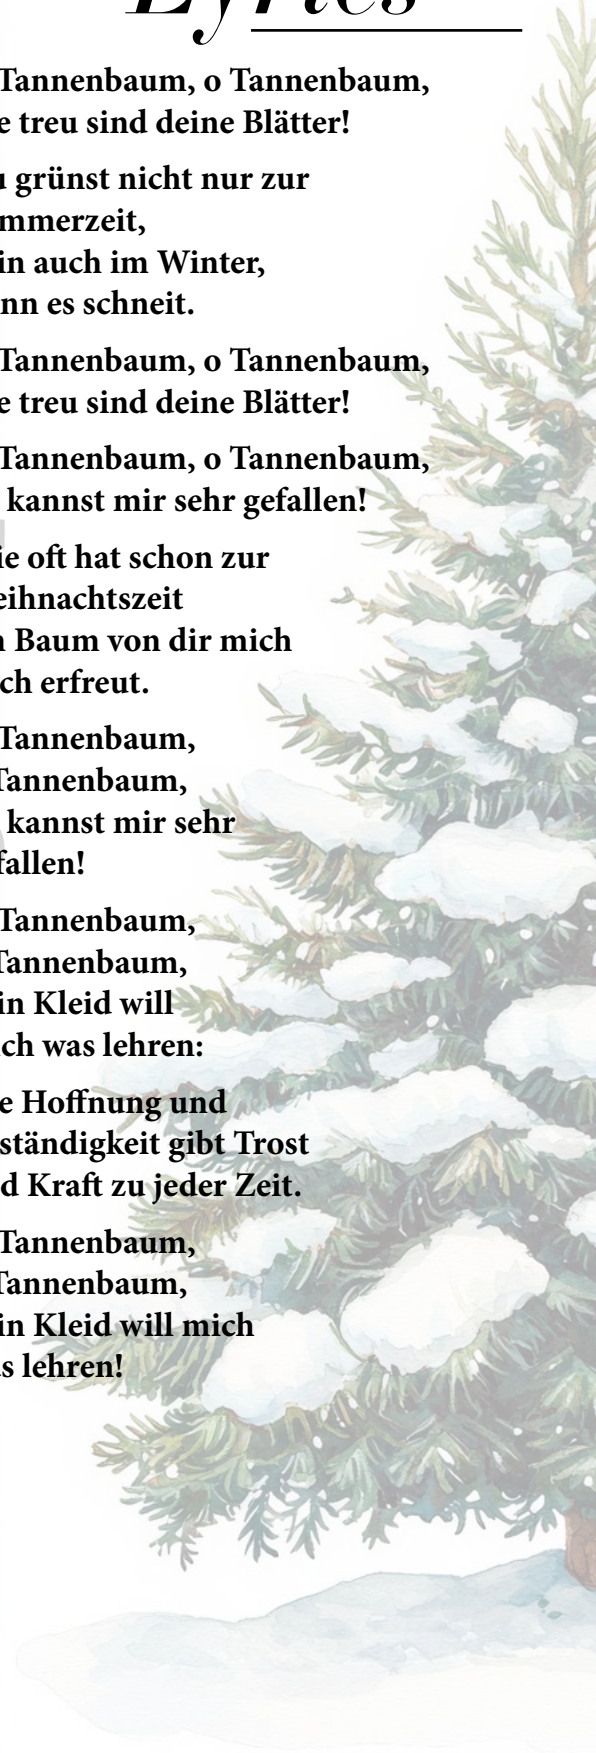 Lyrics
Tannenbaum, o Tannenbaum,
e treu sind deine Blätter!
u grünst nicht nur zur
mmerzeit,
in auch im Winter,
nn es schneit.
Tannenbaum, o Tannenbaum,
e treu sind deine Blätter!
Tannenbaum, o Tannenbaum,
kannst mir sehr gefallen!
ie oft hat schon zur
eihnachtszeit
n Baum von dir mich
ch erfreut.
Tannenbaum,
Tannenbaum,
kannst mir sehr
fallen!
Tannenbaum,
Tannenbaum,
in Kleid will
ich was lehren:
e Hoffnung und
ständigkeit gibt Trost
d Kraft zu jeder Zeit.
Tannenbaum,
Tannenbaum,
in Kleid will mich
s lehren!